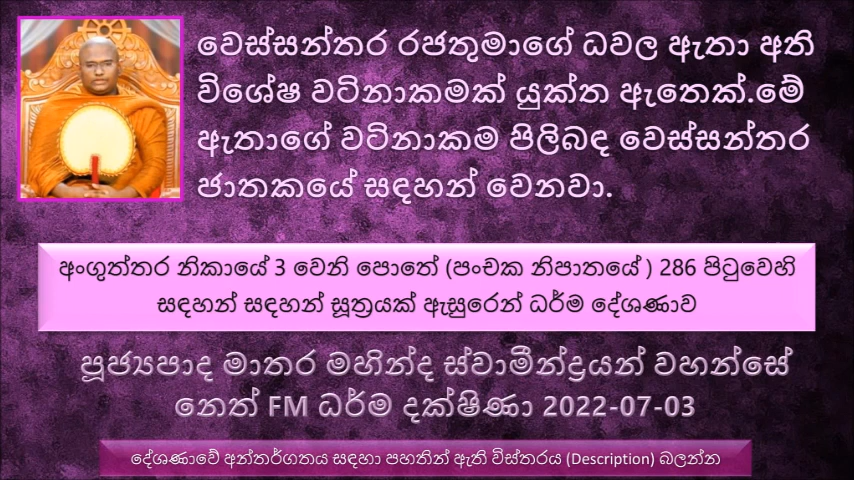 වෙස්සන්තර රජතුමාගේ ධවල ඇතා අති
විශේෂ වටිනාකමක් යුක්ත ඇතෙක්.මේ
ඇතාගේ වටිනාකම පිලිබඳ වෙස්සන්තර
ජාතකයේ සඳහන් වෙනවා.
අංගුත්තර නිකායේ 3 වෙනි පොතේ (පංචක නිපාතයේ ) 286 පිටුවෙහි
සඳහන් සඳහන් සූත්‍රයක් ඇසුරෙන් ධර්ම දේශණාව
පූජ්‍යපාද මාතර මහින්ද ස්වාමීන්ද්‍රයන් වහන්සේ
නෙත් FM ධර්ම දක්ෂිණා 2022-07-03
දේශණාවේ අන්තර්ගතය සඳහා පහතින් ඇති විස්තරය (Description) බලන්න